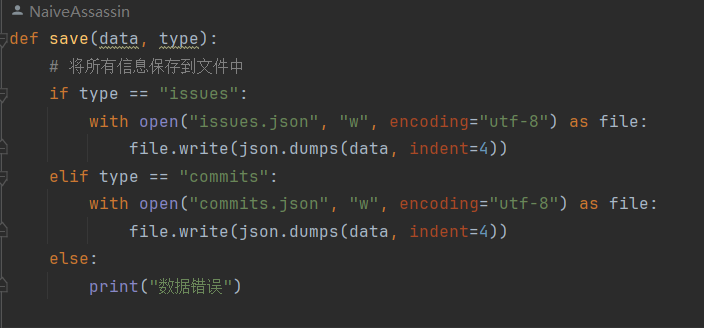 NaiveAssassin
def save(data, type):
    # 将所有信息保存到文件中
    if type == "issues":
        with open("issues.json", "w", encoding="utf-8") as file:
            file.write(json.dumps(data, indent=4))
    elif type == "commits":
        with open("commits.json", "w", encoding="utf-8") as file:
            file.write(json.dumps(data, indent=4))
    else:
        print("数据错误")